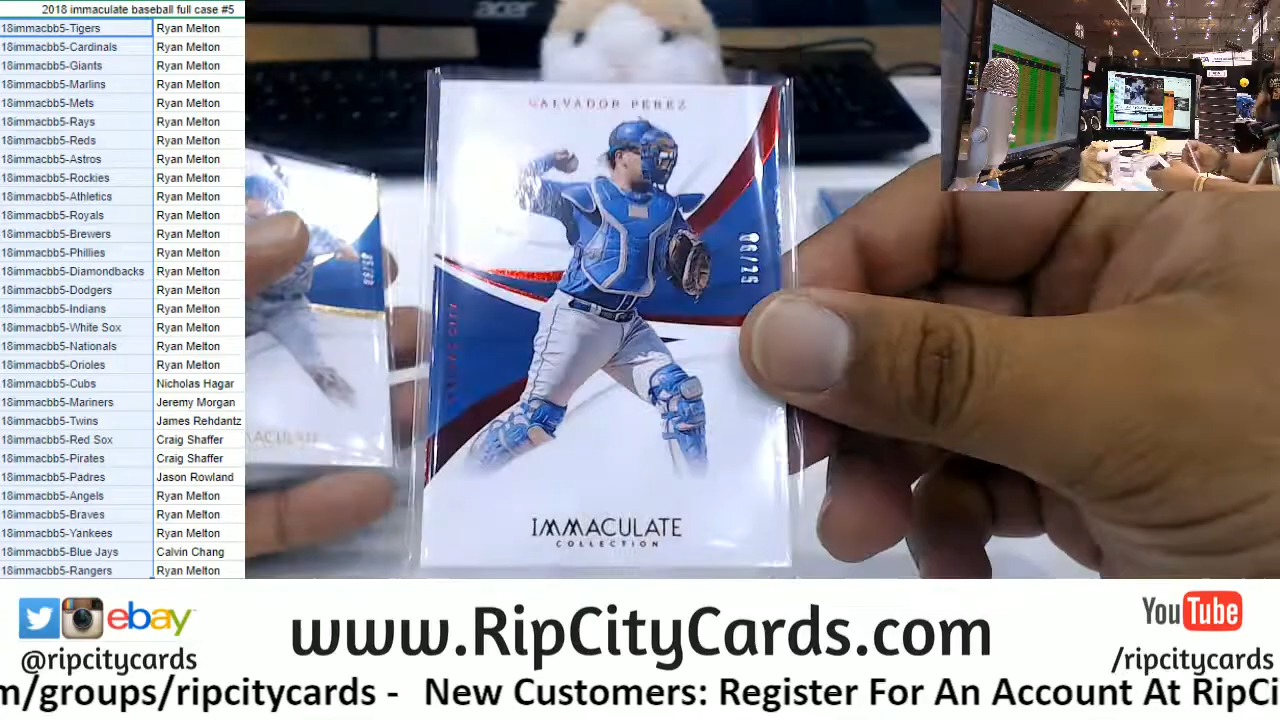 2018 immaculate baseball full case #5
18immacbb5-Tigers Ryan Melton
18immacbb5-Cardinals Ryan Melton
18immacbb5-Giants Ryan Melton
18immacbb5-Marlins Ryan Melton
18immacbb5-Mets Ryan Melton
18immacbb5-Rays Ryan Melton
18immacbb5-Reds Ryan Melton
18immacbb5-Astros Ryan Melton
18immacbb5-Rockies Ryan Melton
18immacbb5-Athletics Ryan Melton
18immacbb5-Royals Ryan Melton
18immacbb5-Brewers Ryan Melton
18immacbb5-Phillies Ryan Melton
18immacbb5-Diamondbacks Ryan Melton
18immacbb5-Dodgers Ryan Melton
18immacbb5-Indians Ryan Melton
18immacbb5-White Sox Ryan Melton
18immacbb5-Nationals Ryan Melton
18immacbb5-Orioles Ryan Melton
18immacbb5-Cubs Nicholas Hagar
18immacbb5-Mariners Jeremy Morgan
18immacbb5-Twins James Rehdantz
18immacbb5-Red Sox Craig Shaffer
18immacbb5-Pirates Craig Shaffer
18immacbb5-Padres Jason Rowland
18immacbb5-Angels Ryan Melton
18immacbb5-Braves Ryan Melton
18immacbb5-Yankees Ryan Melton
18immacbb5-Blue Jays Calvin Chang
18immacbb5-Rangers Ryan Melton
acer
SALVADOR PEREZ
IMMACULATE
COLLECTION
ebay
@ripcitycards
www.RipCityCards.com
YouTube
/ripcitycards
m/groups/ripcitycards - New Customers: Register For An Account At RipCi